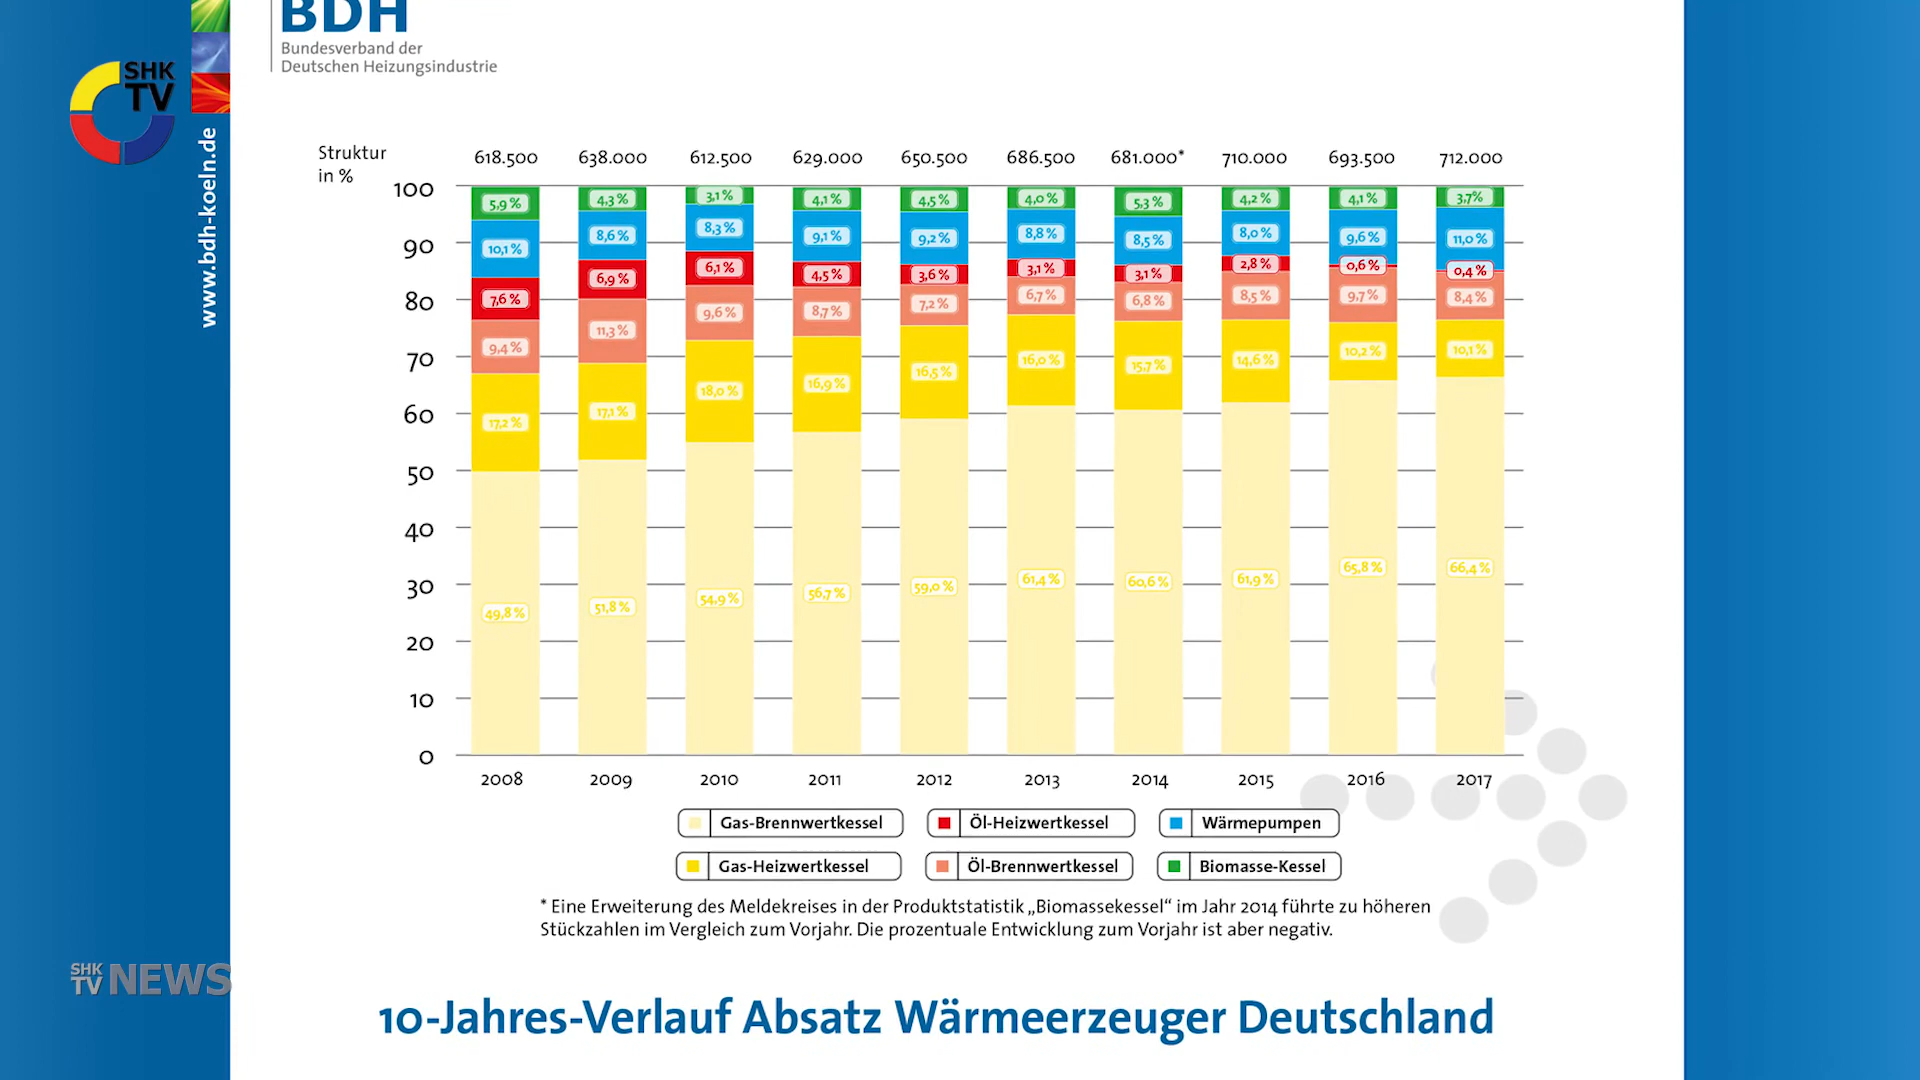 BDH
Bundesverband der
Deutschen Heizungsindustrie
SHK
TV
www.bdh-koeln.de
Struktur
in %
618.500 638.000 612.500 629.000 650.500 686.500 681.000* 710.000 693.500 712.000
100
5,9 % 4,3 % 3,1 % 4,1 % 4,5 % 4,0 % 5,3 % 4,2 % 4,1 % 3,7%
10,1 % 8,6 % 8,3 % 9,1 % 9,2 % 8,8 % 8,5 % 8,0 % 9,6 % 11,0 %
90
7,6 % 6,9 % 6,1 % 4,5 % 3,6 % 3,1 % 3,1 % 2,8 % 0,6 % 0,4 %
80
9,4 % 11,3 % 9,6 % 8,7 % 7,2 % 6,7 % 6,8 % 8,5 % 9,7 % 8,4 %
70
17,2 % 17,1 % 18,0 % 16,9 % 16,5 % 16,0 % 15,7 % 14,6 % 10,2 % 10,1 %
60
50
40
30
49,8 % 51,8 % 54,9 % 56,7 % 59,0 % 61,4 % 60,6 % 61,9 % 65,8 % 66,4 %
20
10
0
2008 2009 2010 2011 2012 2013 2014 2015 2016 2017
Gas-Brennwertkessel Öl-Heizwertkessel Wärmepumpen
Gas-Heizwertkessel Öl-Brennwertkessel Biomasse-Kessel
* Eine Erweiterung des Meldekreises in der Produktstatistik „Biomassekessel“ im Jahr 2014 führte zu höheren
Stückzahlen im Vergleich zum Vorjahr. Die prozentuale Entwicklung zum Vorjahr ist aber negativ.
SHK
TV NEWS
10-Jahres-Verlauf Absatz Wärmeerzeuger Deutschland